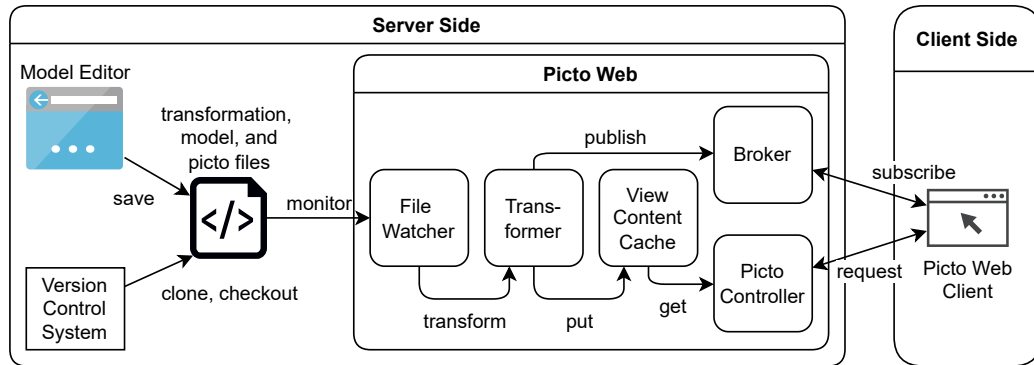 Server Side
Client Side
Model Editor
Picto Web
transformation,
model, and
picto files
publish
Broker
subscribe
save
</>
monitor
File
Watcher
Trans-
former
View
Content
Cache
Picto Web
Client
request
Version
Control
System
clone, checkout
transform
put
get
Picto
Controller